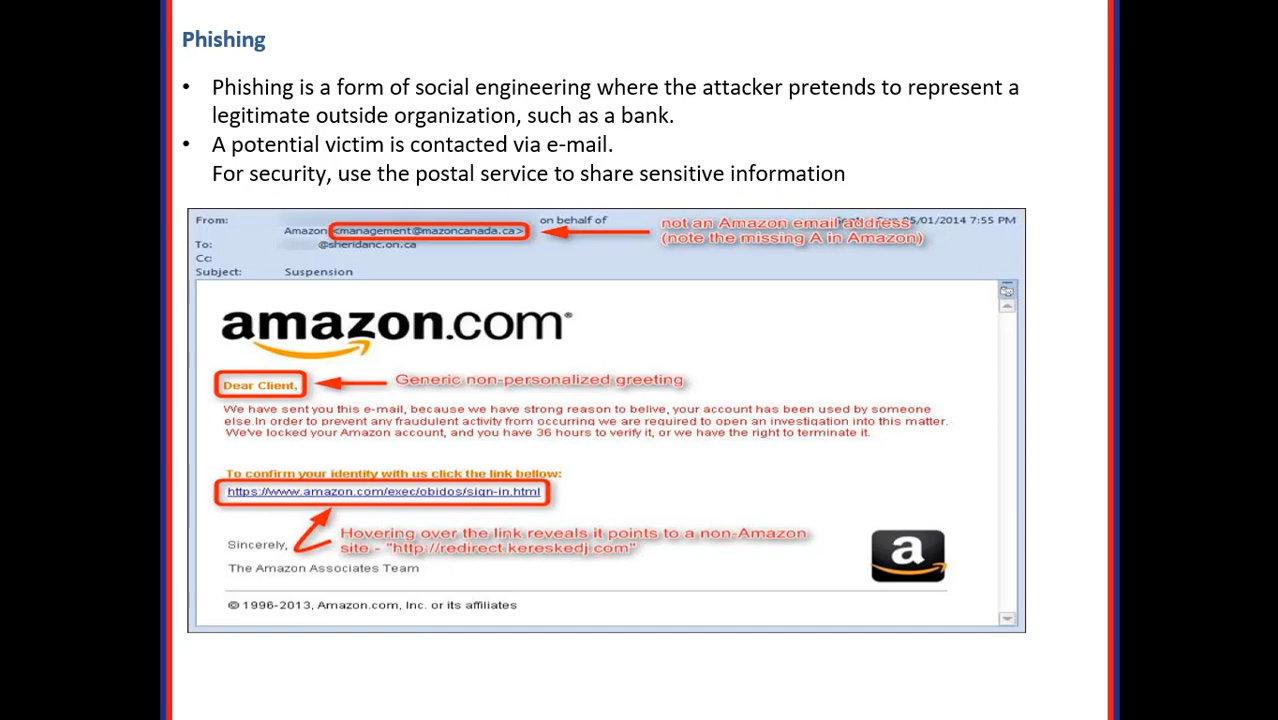 Phishing
• Phishing is a form of social engineering where the attacker pretends to represent a
legitimate outside organization, such as a bank.
• A potential victim is contacted via e-mail.
For security, use the postal service to share sensitive information
From: on behalf of 05/01/2014 7:55 PM
Amazon <management@mazoncanada.ca>
not an Amazon email address
(note the missing A in Amazon)
To: @sheridanc.on.ca
Cc:
Subject: Suspension
amazon.com®
Dear Client,
Generic non-personalized greeting
We have sent you this e-mail, because we have strong reason to belive, your account has been used by someone
else.In order to prevent any fraudulent activity from occurring we are required to open an investigation into this matter.
We've locked your Amazon account, and you have 36 hours to verify it, or we have the right to terminate it.
To confirm your identity with us click the link bellow:
https://www.amazon.com/exec/obidos/sign-in.html
Hovering over the link reveals it points to a non-Amazon
site - "http://redirect.kereskedj.com"
Sincerely,
The Amazon Associates Team
a
© 1996-2013, Amazon.com, Inc. or its affiliates